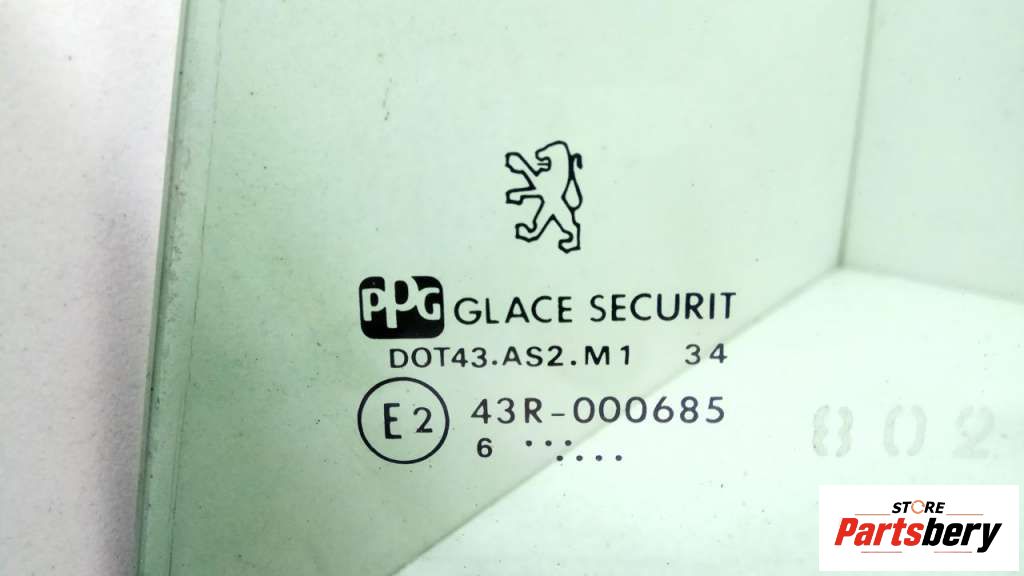 PPG GLACE SECURIT
DOT43.AS2.M1 34
E2 43R-000685
6 ... .....
802
STORE
Partsbery